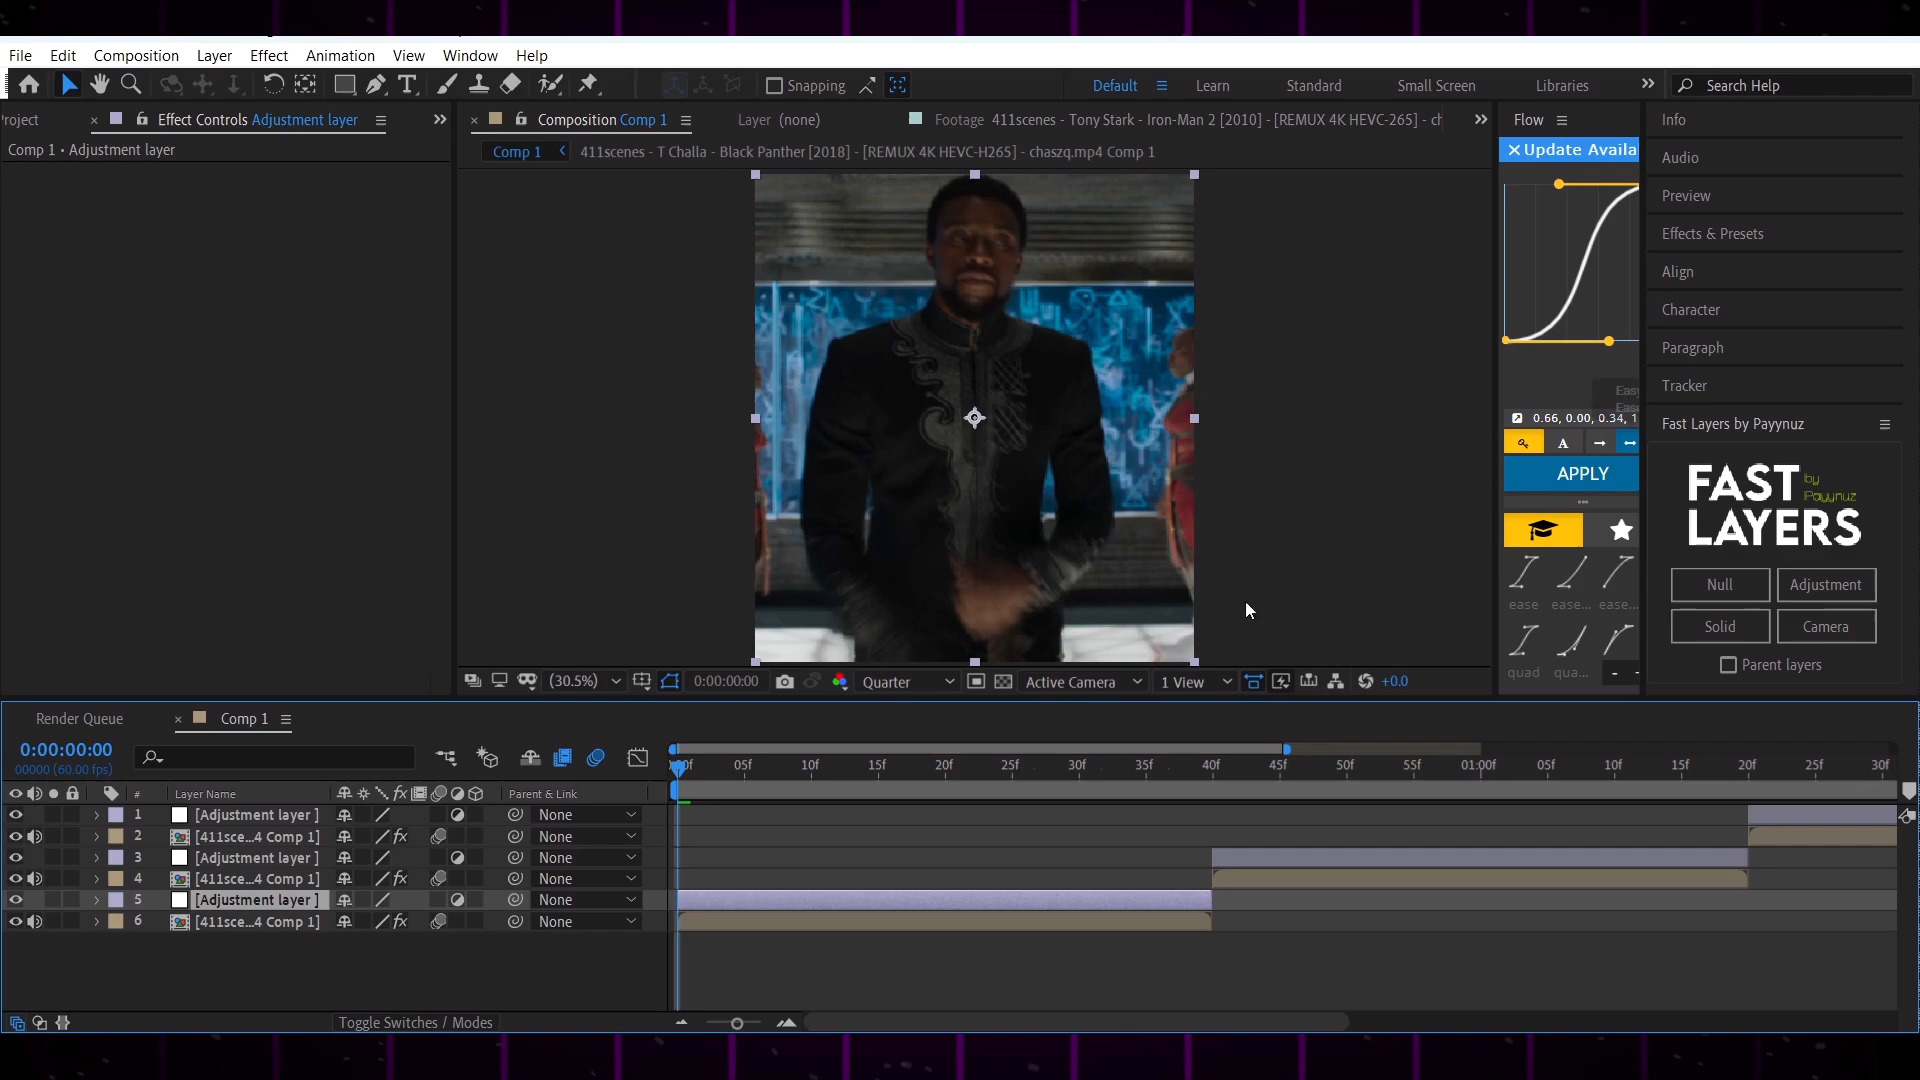 File Edit Composition Layer Effect Animation View Window Help
Snapping
Default Learn Standard Small Screen Libraries Search Help
roject
Effect Controls Adjustment layer
Composition Comp 1
Layer (none)
Footage 411scenes - Tony Stark - Iron-Man 2 [2010] - [REMUX 4K HEVC-265] - ch
Flow
Info
Comp 1 • Adjustment layer
Comp 1
411scenes - T Challa - Black Panther [2018] - [REMUX 4K HEVC-H265] - chaszq.mp4 Comp 1
Update Availa
Audio
Preview
Effects & Presets
Align
Character
Paragraph
Tracker
Easy
Ease
0.66, 0.00, 0.34, 1
Fast Layers by Payynuz
A
APPLY
FAST
by
Payynuz
LAYERS
Null Adjustment
Solid Camera
Parent layers
ease ease... ease...
quad qua...
(30.5%) 0:00:00:00 Quarter Active Camera 1 View +0.0
Render Queue
Comp 1
0:00:00:00
00000 (60.00 fps)
:00f 05f 10f 15f 20f 25f 30f 35f 40f 45f 50f 55f 01:00f 05f 10f 15f 20f 25f 30f
# Layer Name fx Parent & Link
1 [Adjustment layer ] None
2 [411sce...4 Comp 1] fx None
3 [Adjustment layer ] None
4 [411sce...4 Comp 1] fx None
5 [Adjustment layer ] None
6 [411sce...4 Comp 1] fx None
Toggle Switches / Modes